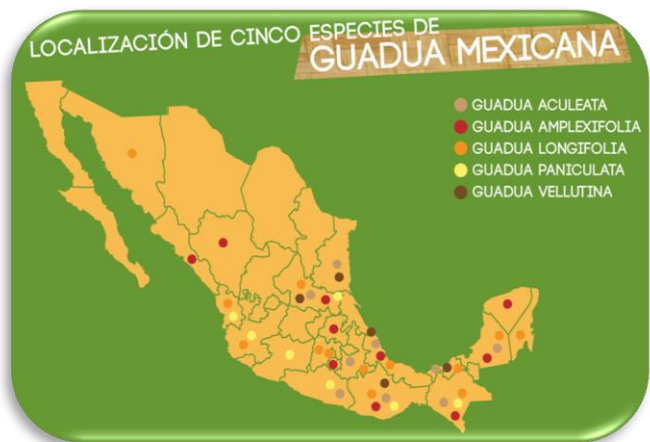 LOCALIZACIÓN DE CINCO ESPECIES DE
GUADUA MEXICANA
GUADUA ACULEATA
GUADUA AMPLEXIFOLIA
GUADUA LONGIFOLIA
GUADUA PANICULATA
GUADUA VELLUTINA